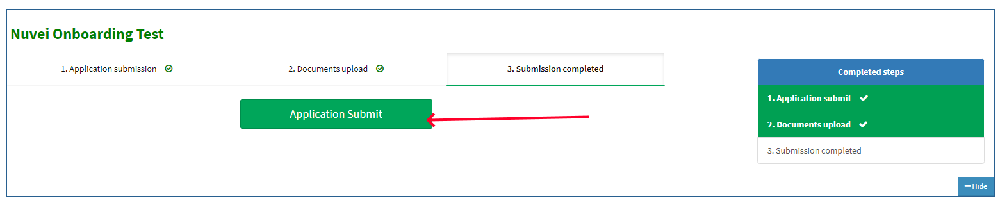 Nuvei Onboarding Test
1. Application submission
2. Documents upload
3. Submission completed
Application Submit
Completed steps
1. Application submit
2. Documents upload
3. Submission completed
Hide